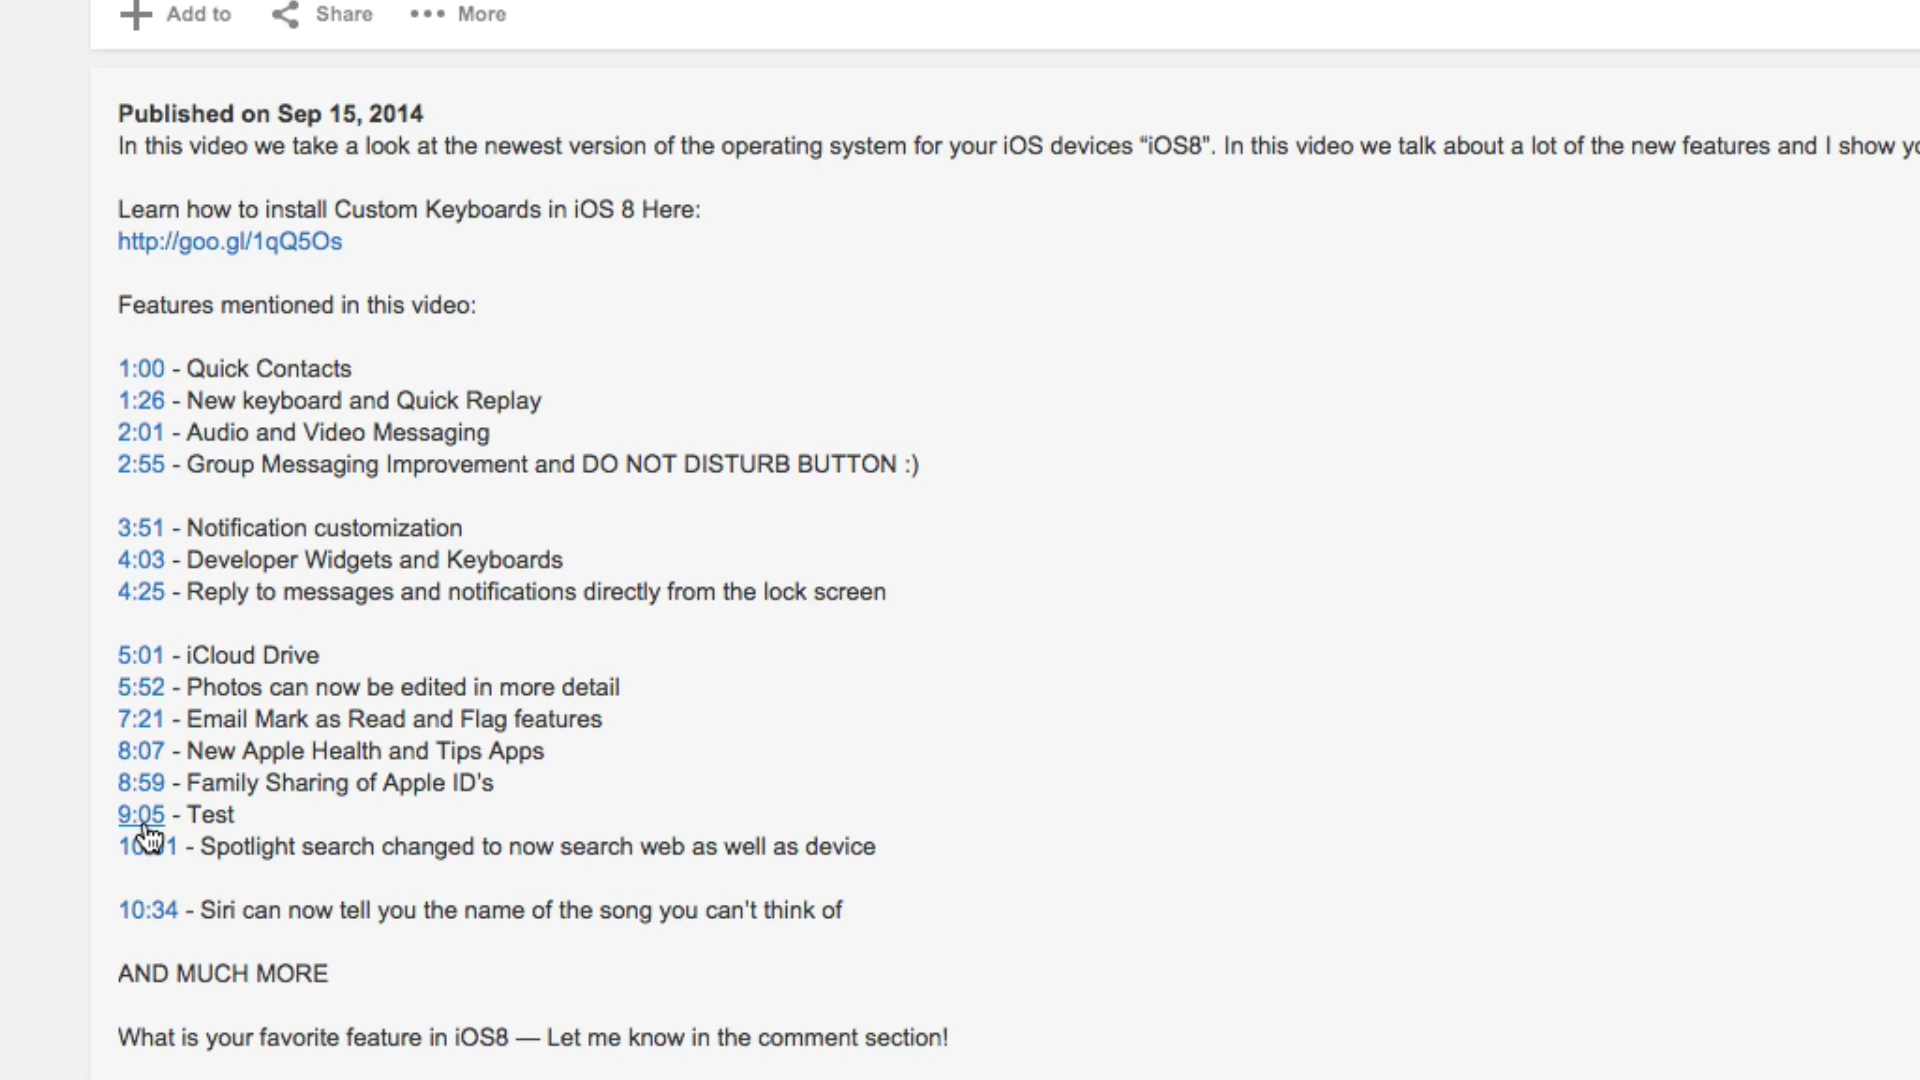 Add to Share More
Published on Sep 15, 2014
In this video we take a look at the newest version of the operating system for your iOS devices “iOS8". In this video we talk about a lot of the new features and I show
Learn how to install Custom Keyboards in iOS 8 Here:
http://goo.gl/1qQ5Os
Features mentioned in this video:
1:00 - Quick Contacts
1:26 - New keyboard and Quick Replay
2:01 - Audio and Video Messaging
2:55 - Group Messaging Improvement and DO NOT DISTURB BUTTON :)
3:51 - Notification customization
4:03 - Developer Widgets and Keyboards
4:25 - Reply to messages and notifications directly from the lock screen
5:01 - iCloud Drive
5:52 - Photos can now be edited in more detail
7:21 - Email Mark as Read and Flag features
8:07 - New Apple Health and Tips Apps
8:59 - Family Sharing of Apple ID's
9:05 - Test
- Spotlight search changed to now search web as well as device
10:34 - Siri can now tell you the name of the song you can't think of
AND MUCH MORE
What is your favorite feature in iOS8 — Let me know in the comment section!